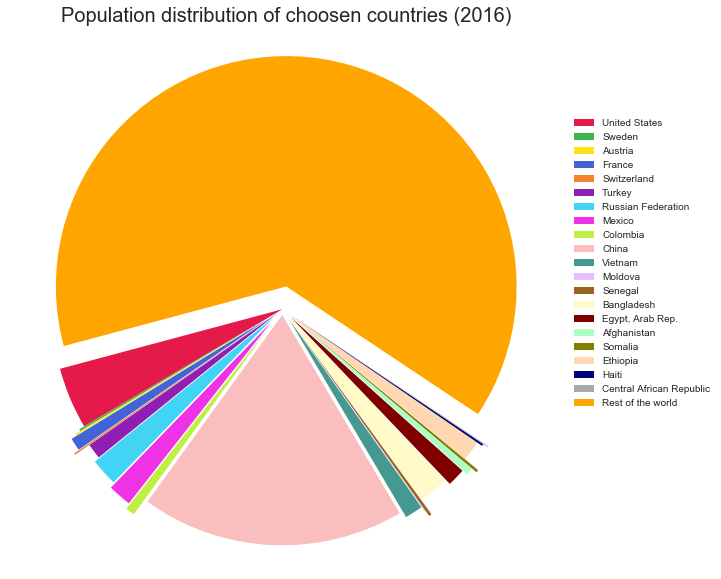 Population distribution of choosen countries (2016)
United States
Sweden
Austria
France
Switzerland
Turkey
Russian Federation
Mexico
Colombia
China
Vietnam
Moldova
Senegal
Bangladesh
Egypt, Arab Rep.
Afghanistan
Somalia
Ethiopia
Haiti
Central African Republic
Rest of the world